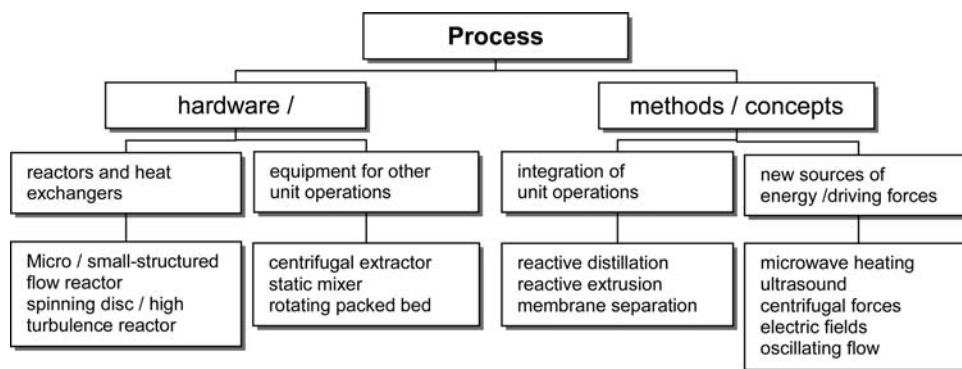 Process
hardware /
methods / concepts
reactors and heat
exchangers
equipment for other
unit operations
integration of
unit operations
new sources of
energy /driving forces
Micro / small-structured
flow reactor
spinning disc / high
turbulence reactor
centrifugal extractor
static mixer
rotating packed bed
reactive distillation
reactive extrusion
membrane separation
microwave heating
ultrasound
centrifugal forces
electric fields
oscillating flow